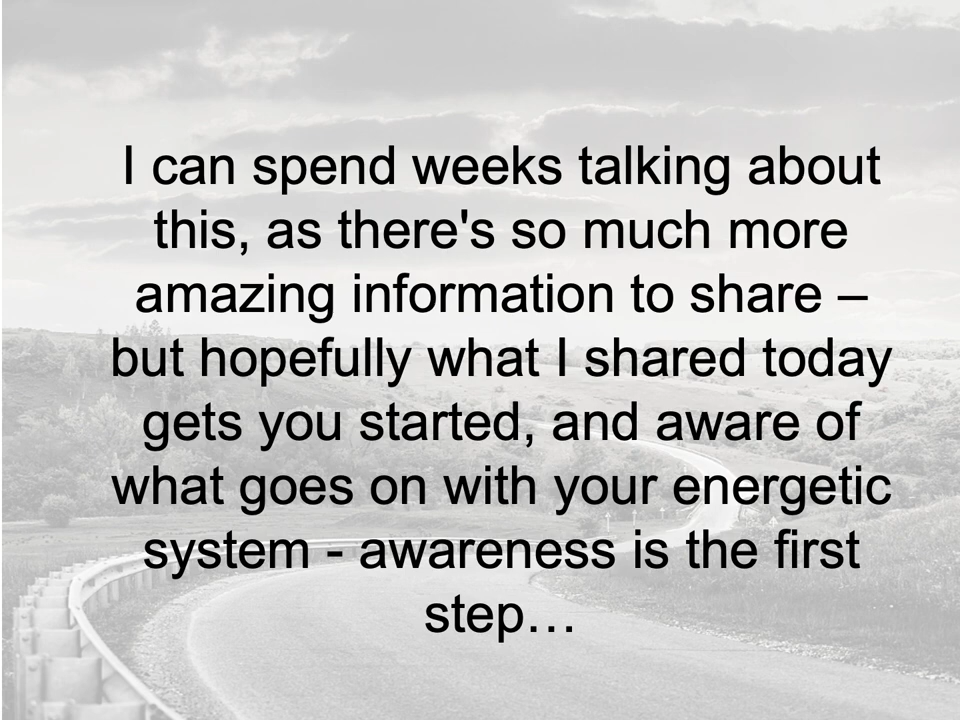 I can spend weeks talking about
this, as there's so much more
amazing information to share –
but hopefully what I shared today
gets you started, and aware of
what goes on with your energetic
system - awareness is the first
step…